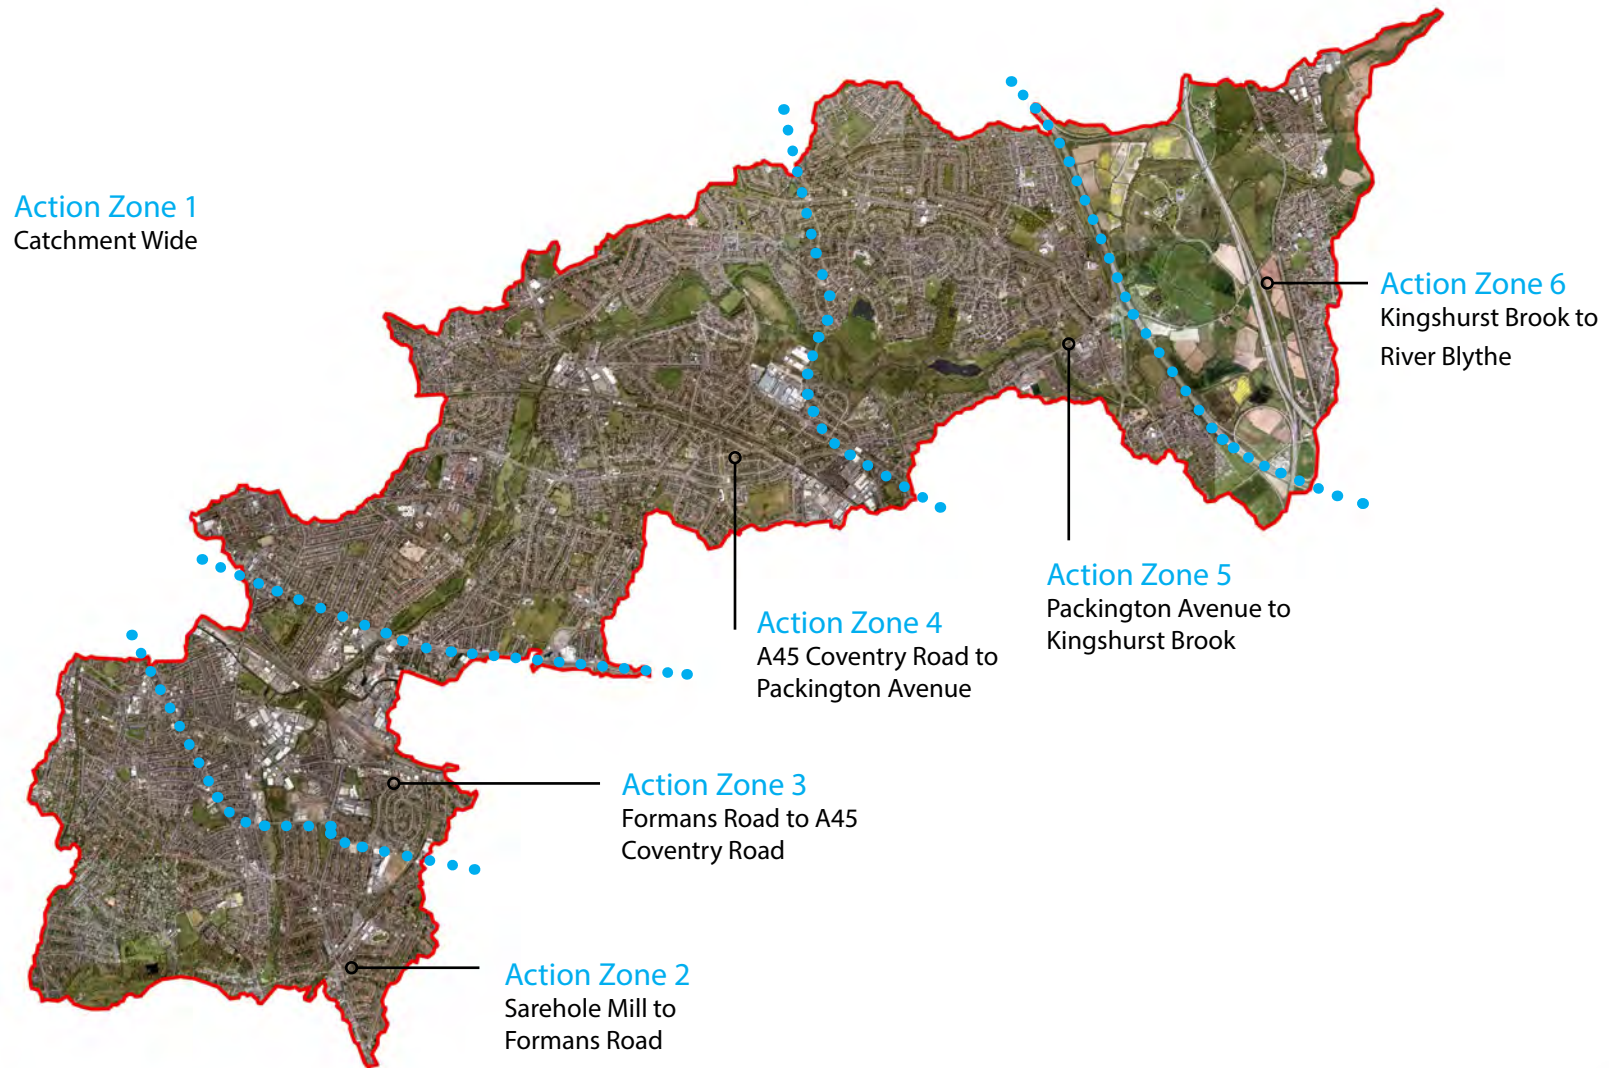 Action Zone 1
Catchment Wide
Action Zone 6
Kingshurst Brook to
River Blythe
Action Zone 5
Packington Avenue to
Kingshurst Brook
Action Zone 4
A45 Coventry Road to
Packington Avenue
Action Zone 3
Formans Road to A45
Coventry Road
Action Zone 2
Sarehole Mill to
Formans Road